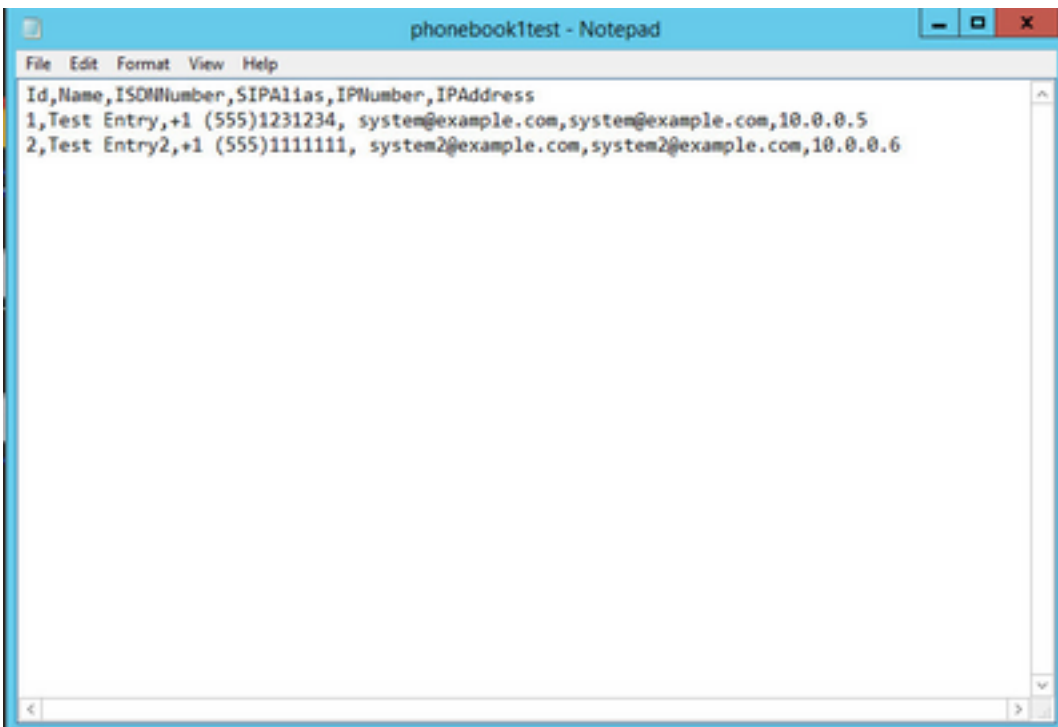 phonebook1test - Notepad
File Edit Format View Help
Id,Name,ISDNNumber,SIPAlias,IPNumber,IPAddress
1,Test Entry,+1 (555)1231234, system@example.com,system@example.com,10.0.0.5
2,Test Entry2,+1 (555)1111111, system2@example.com,system2@example.com,10.0.0.6